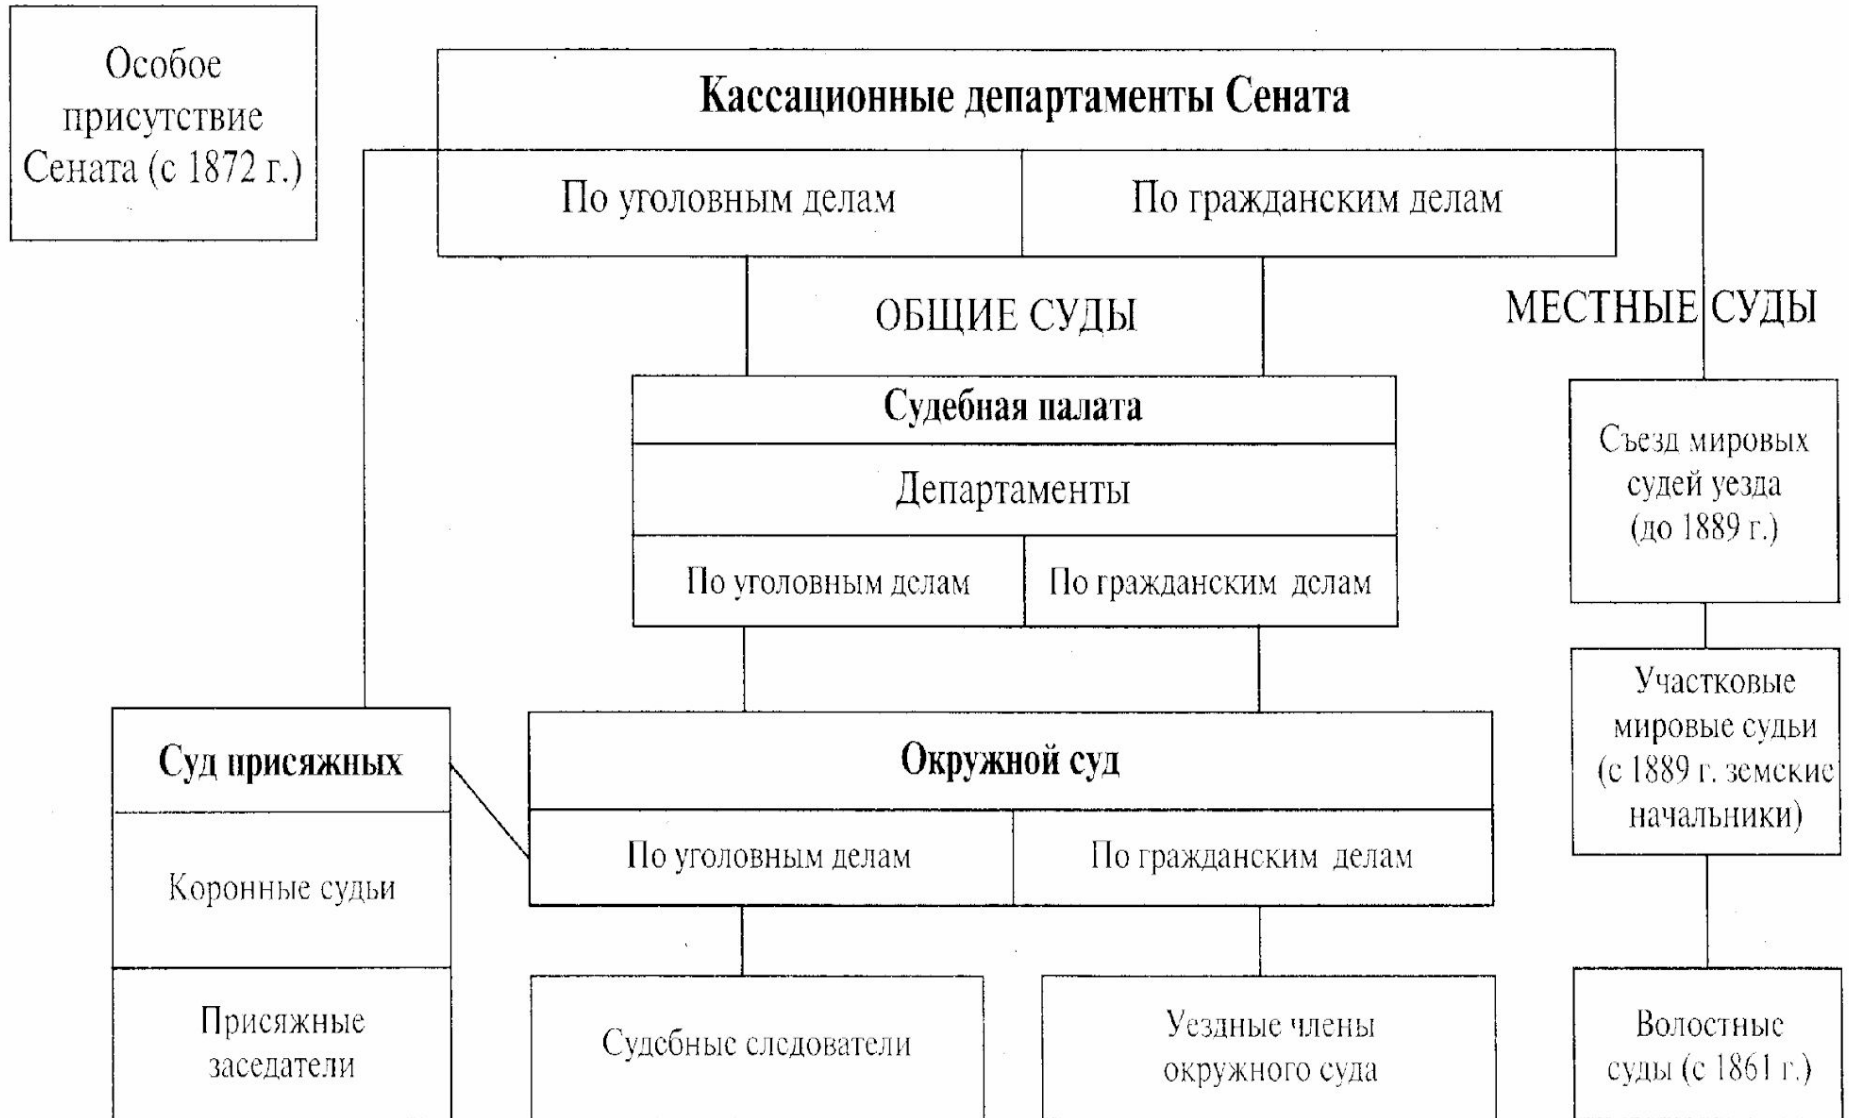 Особое
присутствие
Сената (с 1872 г.)
Кассационные департаменты Сената
По уголовным делам
По гражданским делам
ОБЩИЕ СУДЫ
МЕСТНЫЕ СУДЫ
Судебная палата
Департаменты
По уголовным делам
По гражданским делам
Съезд мировых
судей уезда
(до 1889 г.)
Участковые
мировые судьи
(с 1889 г. земские
начальники)
Суд присяжных
Коронные судьи
Присяжные
заседатели
Окружной суд
По уголовным делам
По гражданским делам
Судебные следователи
Уездные члены
окружного суда
Волостные
суды (с 1861 г.)